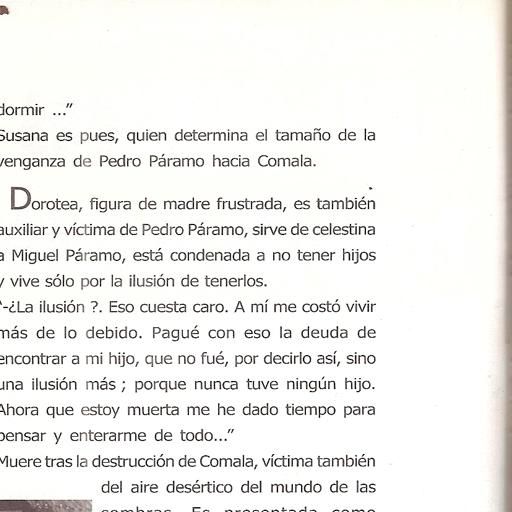 dormir ..."
Susana es pues, quien determina el tamaño de la
venganza de Pedro Páramo hacia Comala.
Dorotea, figura de madre frustrada, es también
auxiliar y víctima de Pedro Páramo, sirve de celestina
a Miguel Páramo, está condenada a no tener hijos
y vive sólo por la ilusión de tenerlos.
"-¿La ilusión ?. Eso cuesta caro. A mí me costó vivir
más de lo debido. Pagué con eso la deuda de
encontrar a mi hijo, que no fué, por decirlo así, sino
una ilusión más ; porque nunca tuve ningún hijo.
Ahora que estoy muerta me he dado tiempo para
pensar y enterarme de todo..."
Muere tras la destrucción de Comala, víctima también
del aire desértico del mundo de las
sombras. Es presentada como